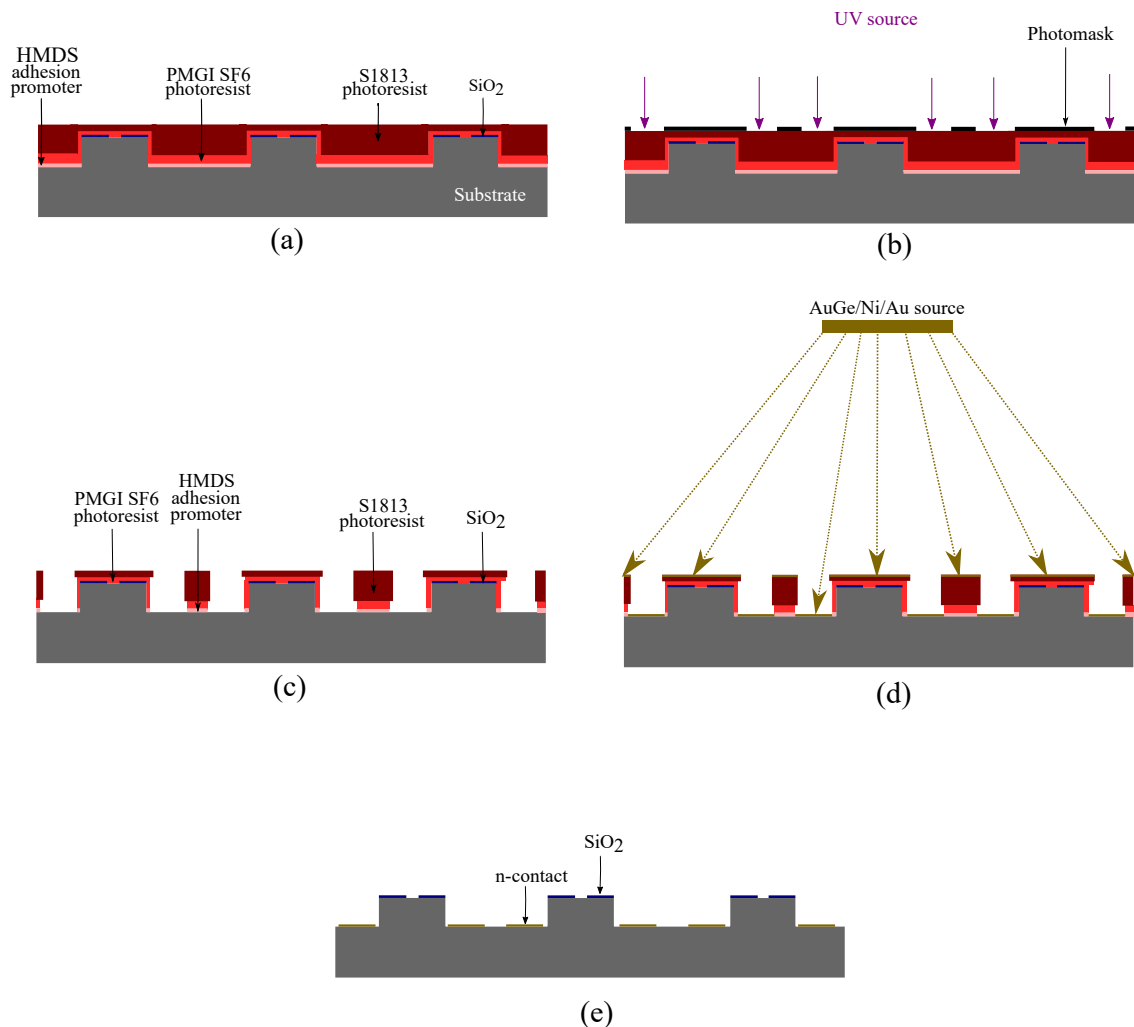 HMDS
adhesion
promoter
PMGI SF6
photoresist
S1813
photoresist
SiO₂
Substrate
(a)
UV source
Photomask
(b)
PMGI SF6
photoresist
HMDS
adhesion
promoter
S1813
photoresist
SiO₂
(c)
AuGe/Ni/Au source
(d)
SiO₂
n-contact
(e)